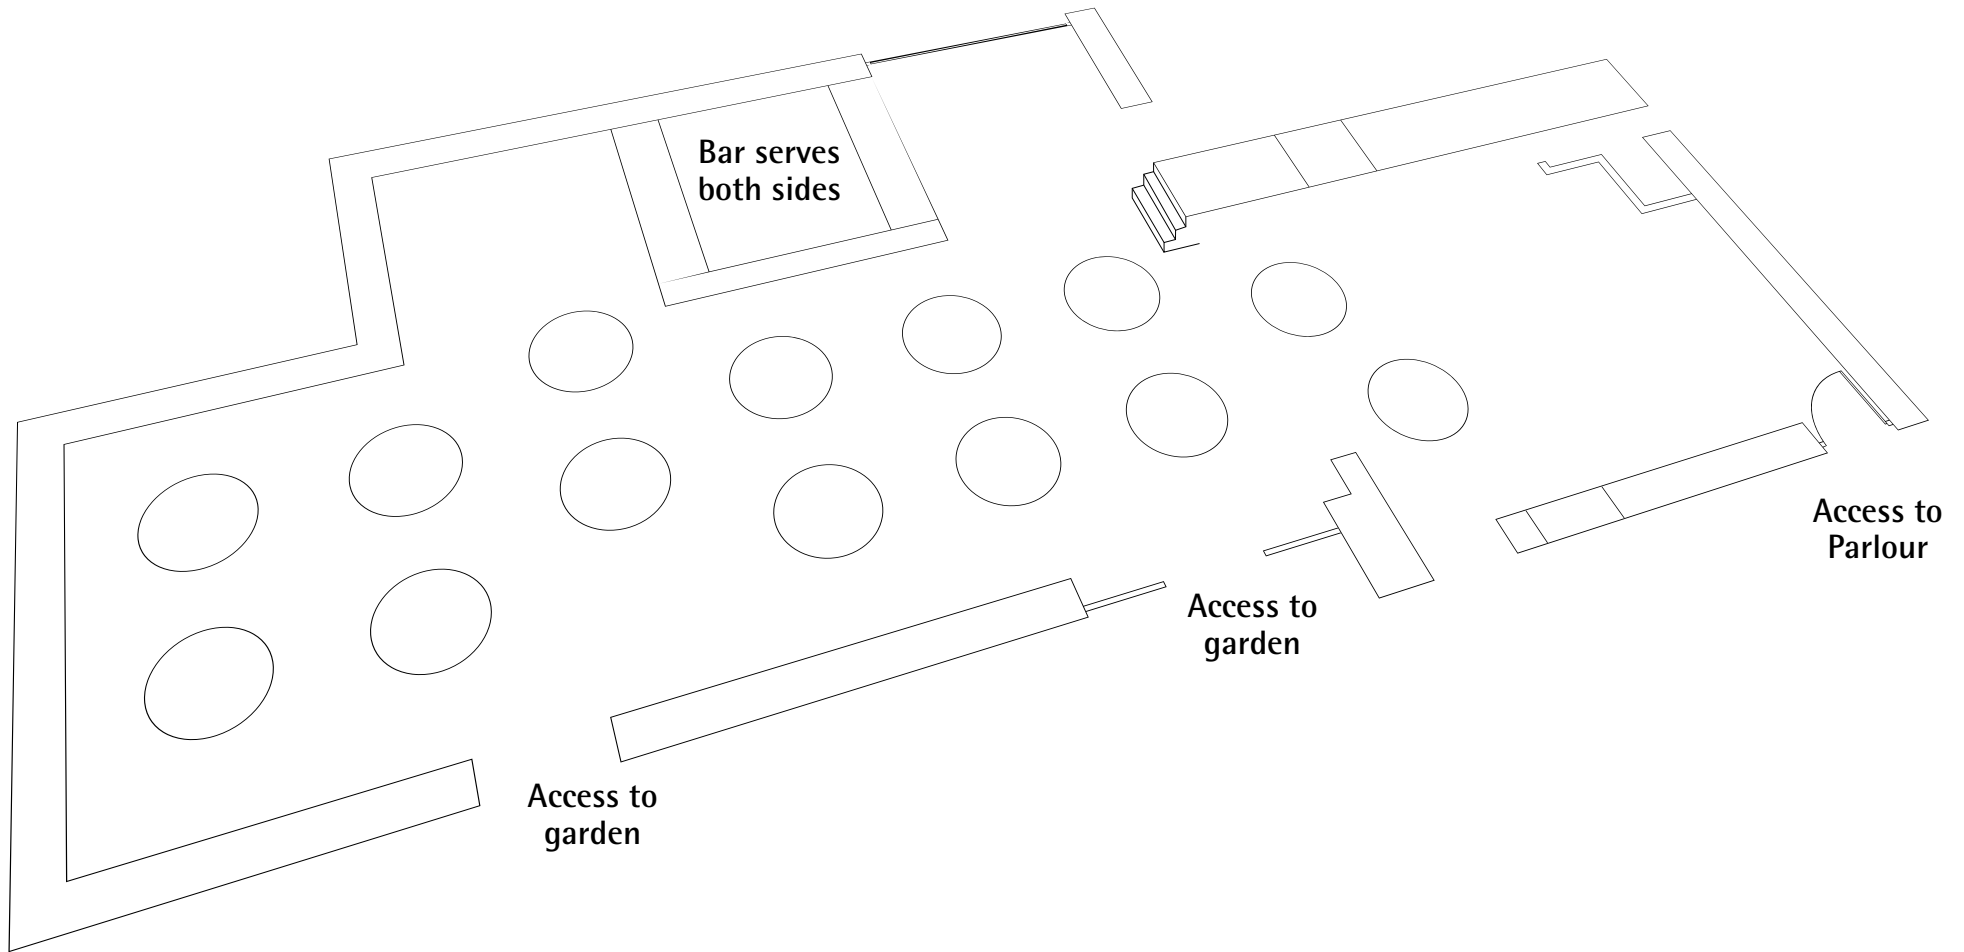 Bar serves
both sides
Access to
Parlour
Access to
garden
Access to
garden